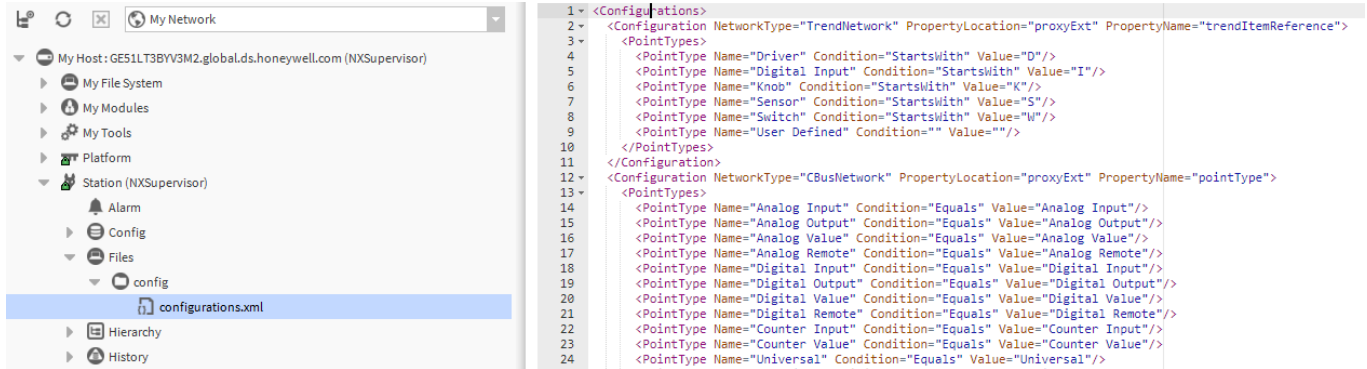 My Network
My Host : GE51LT3BYV3M2.global.ds.honeywell.com (NXSupervisor)
My File System
My Modules
My Tools
Platform
Station (NXSupervisor)
Alarm
Config
Files
config
configurations.xml
Hierarchy
History
1 <Configurations>
2 <Configuration NetworkType="TrendNetwork" PropertyLocation="proxyExt" PropertyName="trendItemReference">
3 <PointTypes>
4 <PointType Name="Driver" Condition="StartsWith" Value="D"/>
5 <PointType Name="Digital Input" Condition="StartsWith" Value="I"/>
6 <PointType Name="Knob" Condition="StartsWith" Value="K"/>
7 <PointType Name="Sensor" Condition="StartsWith" Value="S"/>
8 <PointType Name="Switch" Condition="StartsWith" Value="W"/>
9 <PointType Name="User Defined" Condition="" Value=""/>
10 </PointTypes>
11 </Configuration>
12 <Configuration NetworkType="CBusNetwork" PropertyLocation="proxyExt" PropertyName="pointType">
13 <PointTypes>
14 <PointType Name="Analog Input" Condition="Equals" Value="Analog Input"/>
15 <PointType Name="Analog Output" Condition="Equals" Value="Analog Output"/>
16 <PointType Name="Analog Value" Condition="Equals" Value="Analog Value"/>
17 <PointType Name="Analog Remote" Condition="Equals" Value="Analog Remote"/>
18 <PointType Name="Digital Input" Condition="Equals" Value="Digital Input"/>
19 <PointType Name="Digital Output" Condition="Equals" Value="Digital Output"/>
20 <PointType Name="Digital Value" Condition="Equals" Value="Digital Value"/>
21 <PointType Name="Digital Remote" Condition="Equals" Value="Digital Remote"/>
22 <PointType Name="Counter Input" Condition="Equals" Value="Counter Input"/>
23 <PointType Name="Counter Value" Condition="Equals" Value="Counter Value"/>
24 <PointType Name="Universal" Condition="Equals" Value="Universal"/>